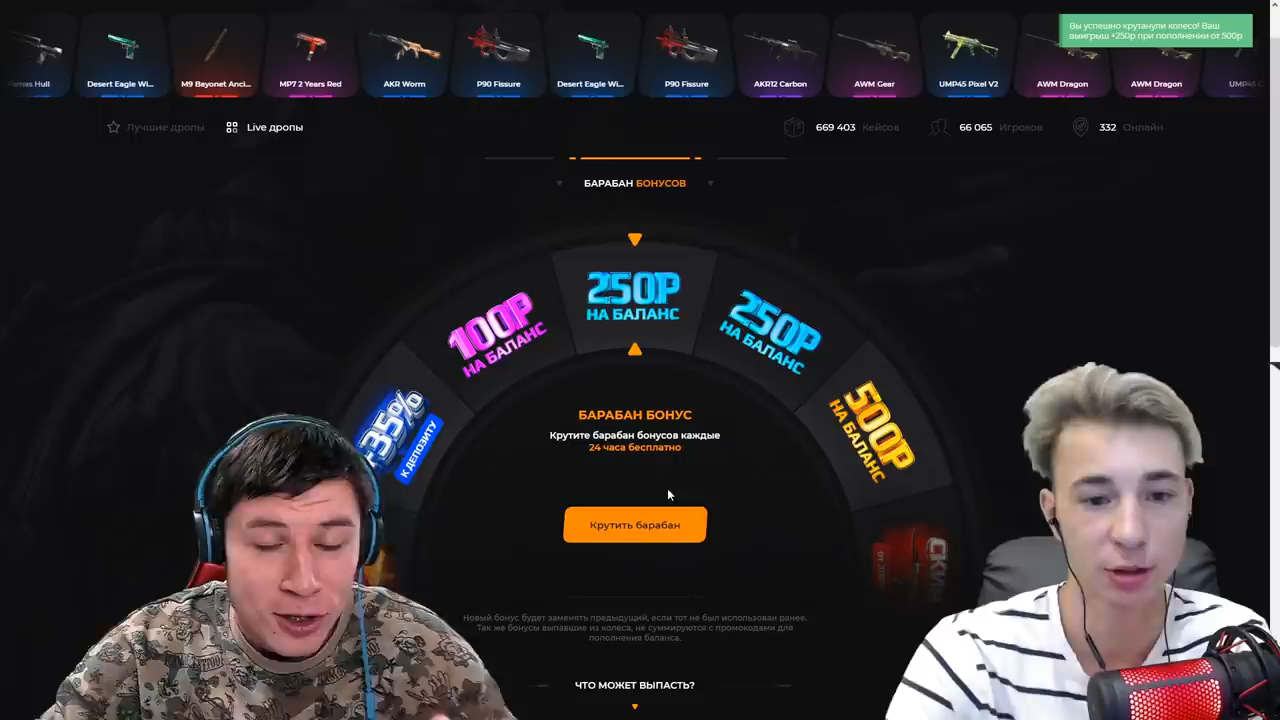 Desert Eagle Wi...
M9 Bayonet Anci...
MP7 2 Years Red
AKR Worm
P90 Fissure
Desert Eagle Wi...
P90 Fissure
AKR12 Carbon
AWM Gear
UMP45 Pixel V2
AWM Dragon
AWM Dragon
Вы успешно крутанули колесо! Ваш
выигрыш +250р при пополнении от 500р
Лучшие дропы
Live дропы
669 403 Кейсов
66 065 Игроков
332 Онлайн
БАРАБАН БОНУСОВ
-35%
К ДЕПОЗИТУ
100Р
НА БАЛАНС
250Р
НА БАЛАНС
250Р
НА БАЛАНС
500Р
НА БАЛАНС
БАРАБАН БОНУС
Крутите барабан бонусов каждые
24 часа бесплатно
Крутить барабан
Новый бонус будет заменять предыдущий, если тот не был использован ранее.
Так же бонусы выпавшие из колеса, не суммируются с промокодами для
пополнения баланса.
ЧТО МОЖЕТ ВЫПАСТЬ?